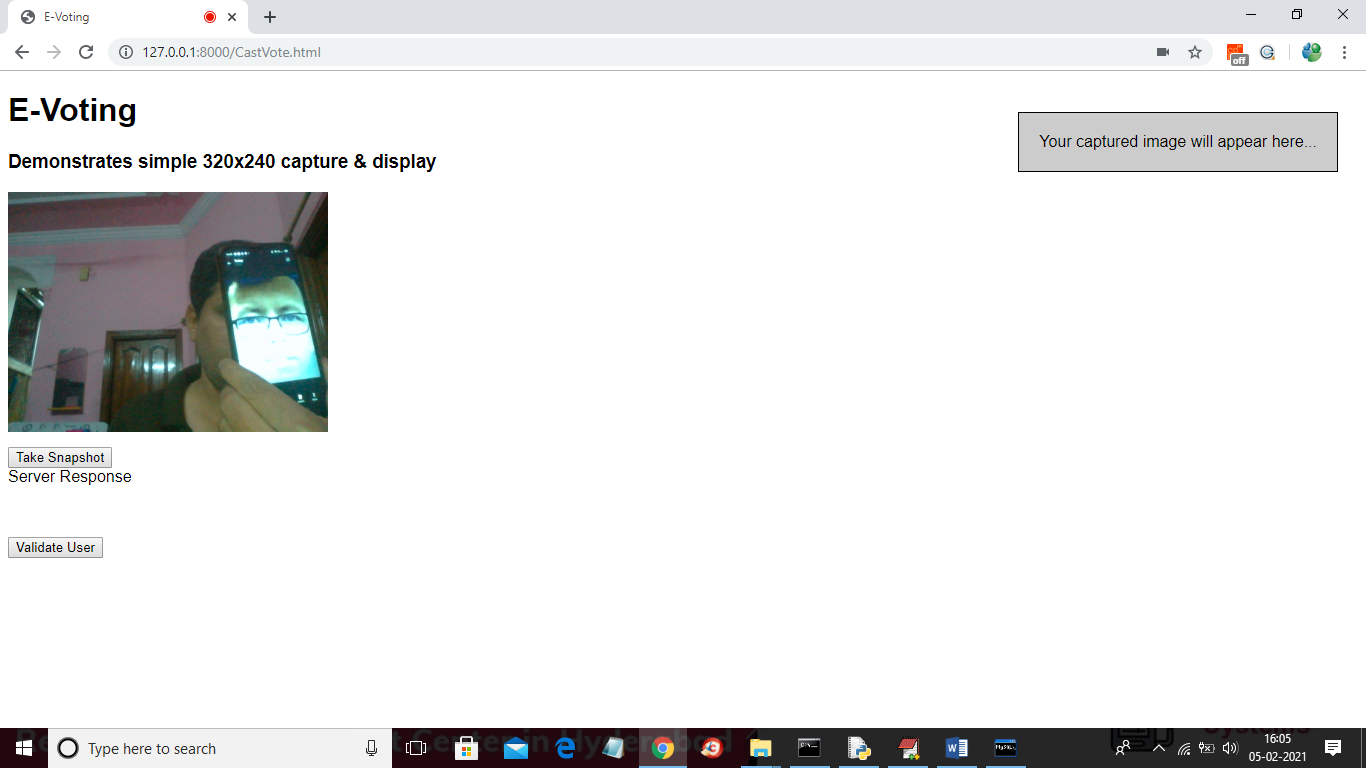 E-Voting
127.0.0.1:8000/CastVote.html
off
E-Voting
Your captured image will appear here...
Demonstrates simple 320x240 capture & display
Take Snapshot
Server Response
Validate User
Type here to search
16:05
05-02-2021